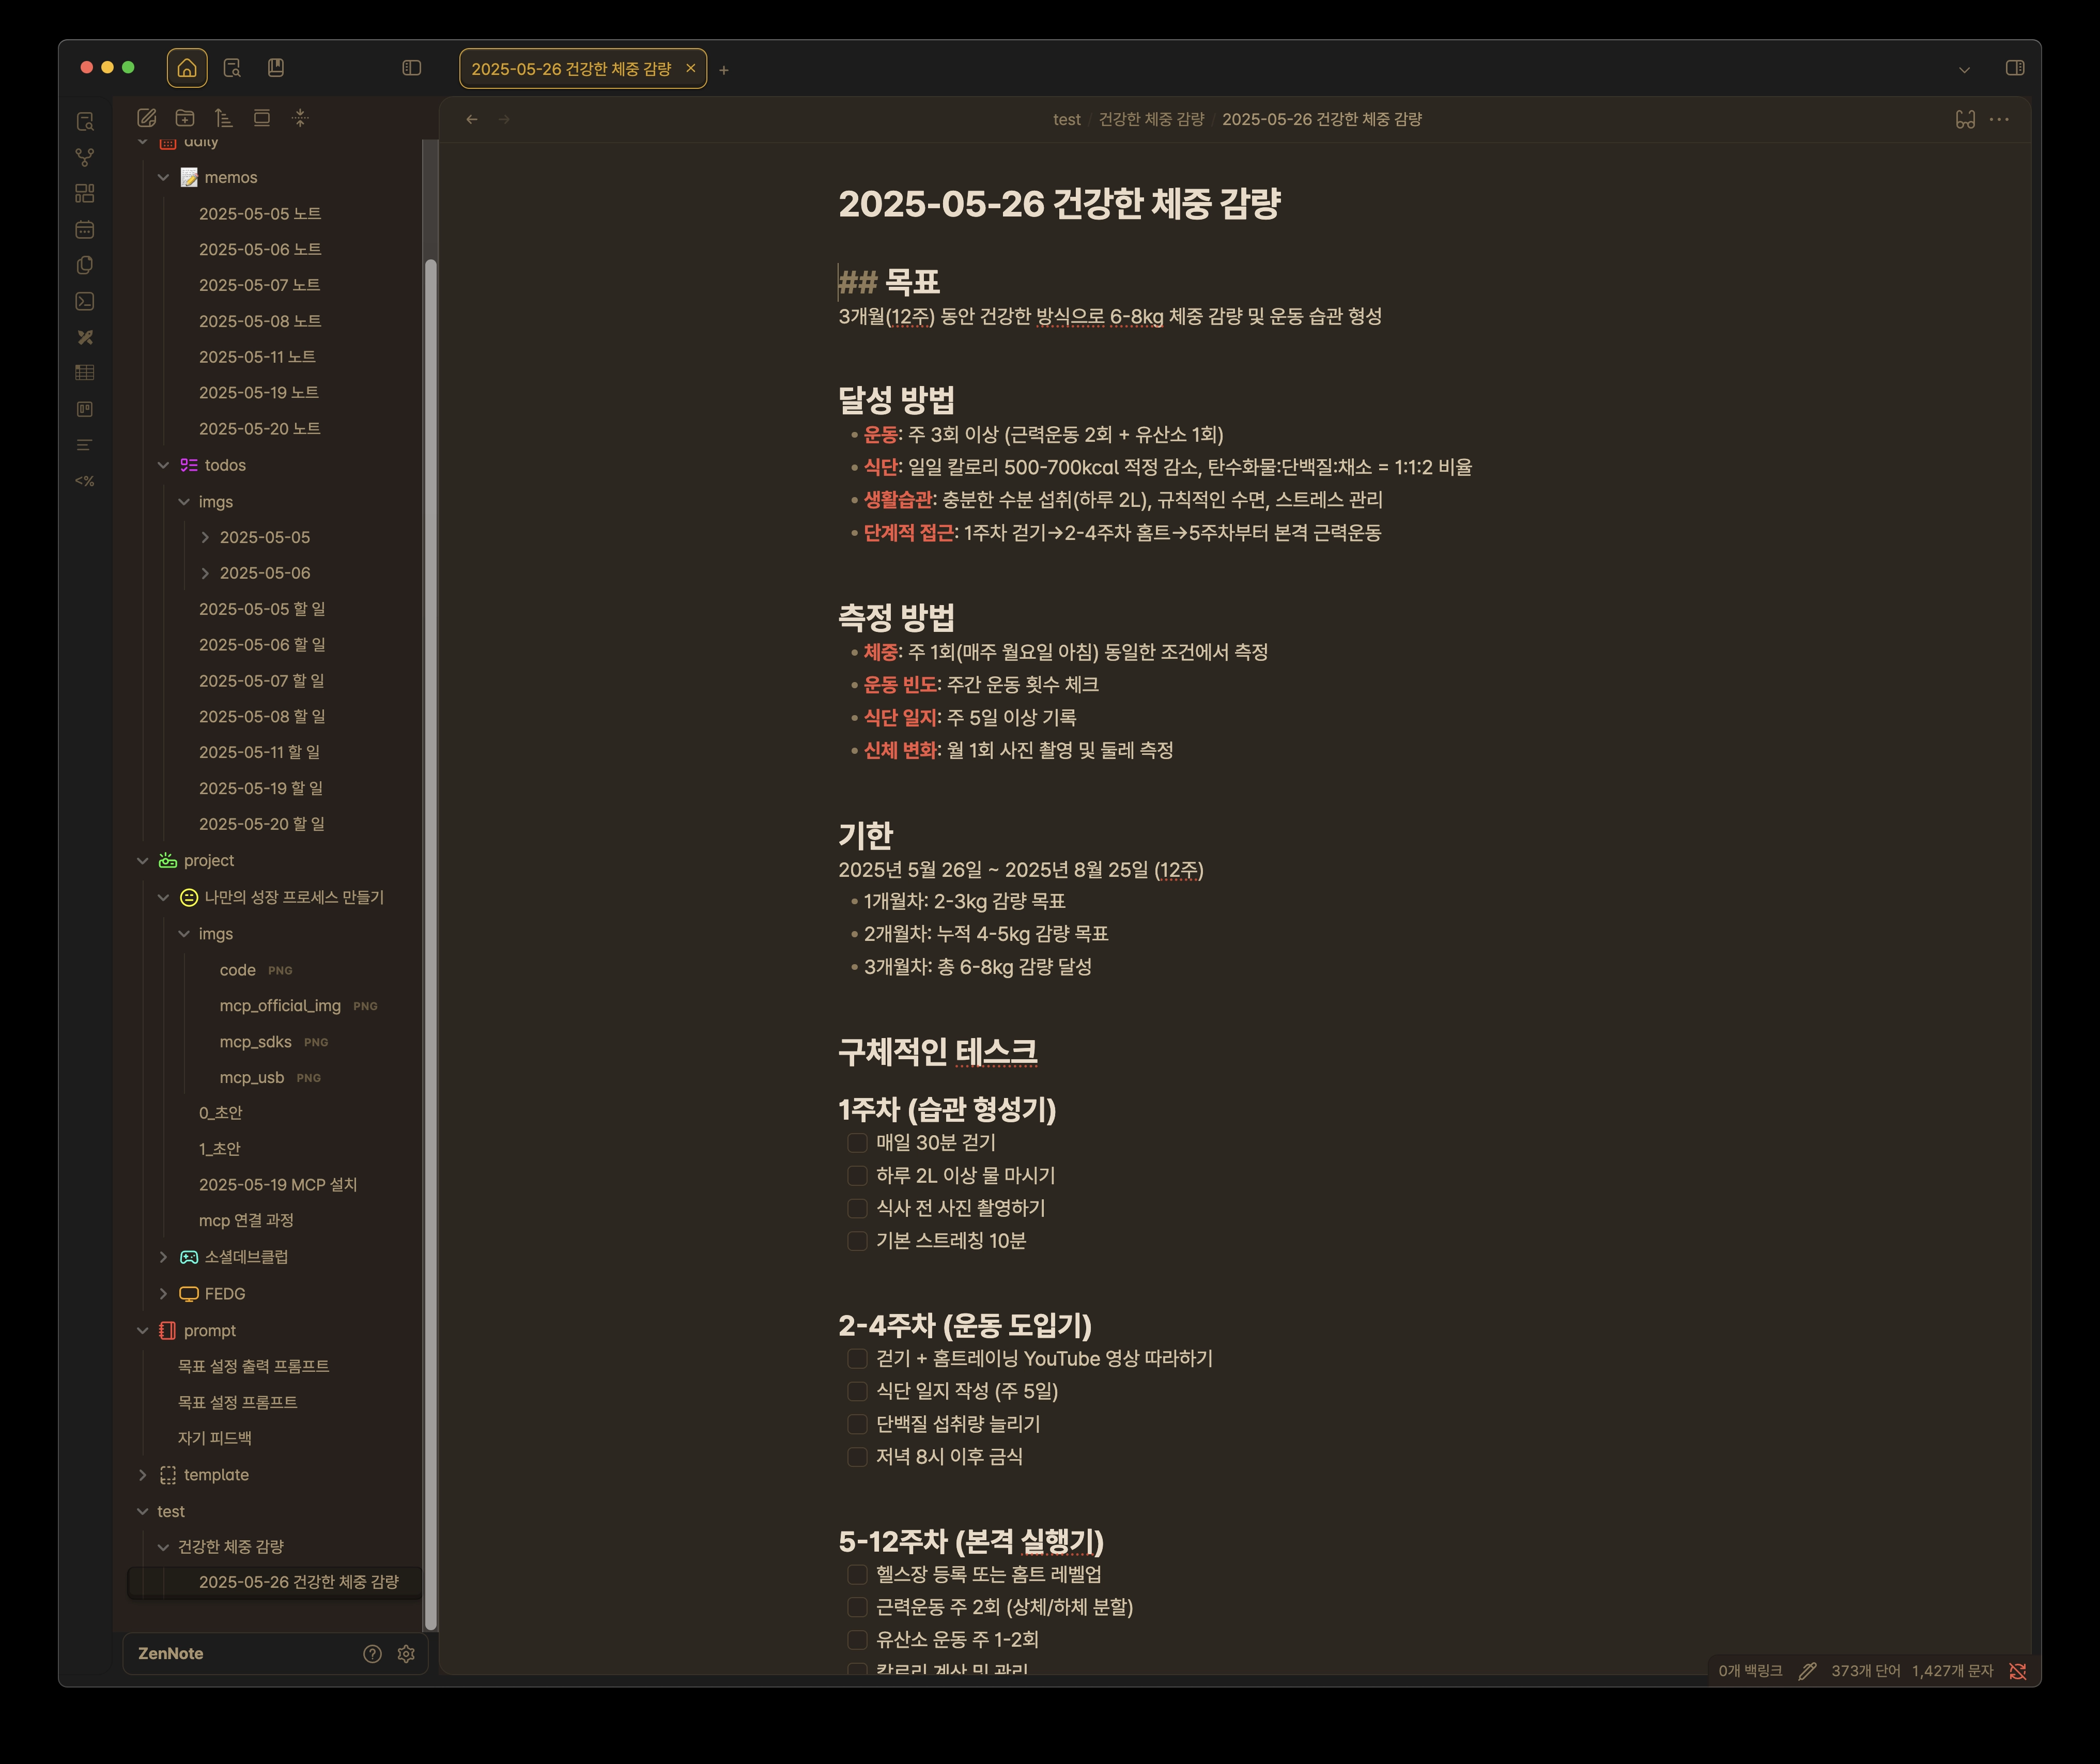 2025-05-26 건강한 체중 감량
daily
memos
2025-05-05 노트
2025-05-06 노트
2025-05-07 노트
2025-05-08 노트
2025-05-11 노트
2025-05-19 노트
2025-05-20 노트
todos
imgs
2025-05-05
2025-05-06
2025-05-05 할 일
2025-05-06 할 일
2025-05-07 할 일
2025-05-08 할 일
2025-05-11 할 일
2025-05-19 할 일
2025-05-20 할 일
project
나만의 성장 프로세스 만들기
imgs
code PNG
mcp_official_img PNG
mcp_sdks PNG
mcp_usb PNG
0_초안
1_초안
2025-05-19 MCP 설치
mcp 연결 과정
소셜데브클럽
FEDG
prompt
목표 설정 출력 프롬프트
목표 설정 프롬프트
자기 피드백
template
test
건강한 체중 감량
2025-05-26 건강한 체중 감량
ZenNote
<%
test / 건강한 체중 감량 / 2025-05-26 건강한 체중 감량
2025-05-26 건강한 체중 감량
## 목표
3개월(12주) 동안 건강한 방식으로 6-8kg 체중 감량 및 운동 습관 형성
달성 방법
• 운동: 주 3회 이상 (근력운동 2회 + 유산소 1회)
• 식단: 일일 칼로리 500-700kcal 적정 감소, 탄수화물:단백질:채소 = 1:1:2 비율
• 생활습관: 충분한 수분 섭취(하루 2L), 규칙적인 수면, 스트레스 관리
• 단계적 접근: 1주차 걷기→2-4주차 홈트→5주차부터 본격 근력운동
측정 방법
• 체중: 주 1회(매주 월요일 아침) 동일한 조건에서 측정
• 운동 빈도: 주간 운동 횟수 체크
• 식단 일지: 주 5일 이상 기록
• 신체 변화: 월 1회 사진 촬영 및 둘레 측정
기한
2025년 5월 26일 ~ 2025년 8월 25일 (12주)
• 1개월차: 2-3kg 감량 목표
• 2개월차: 누적 4-5kg 감량 목표
• 3개월차: 총 6-8kg 감량 달성
구체적인 테스크
1주차 (습관 형성기)
매일 30분 걷기
하루 2L 이상 물 마시기
식사 전 사진 촬영하기
기본 스트레칭 10분
2-4주차 (운동 도입기)
걷기 + 홈트레이닝 YouTube 영상 따라하기
식단 일지 작성 (주 5일)
단백질 섭취량 늘리기
저녁 8시 이후 금식
5-12주차 (본격 실행기)
헬스장 등록 또는 홈트 레벨업
근력운동 주 2회 (상체/하체 분할)
유산소 운동 주 1-2회
칼로리 계산 및 관리
0개 백링크 373개 단어 1,427개 문자